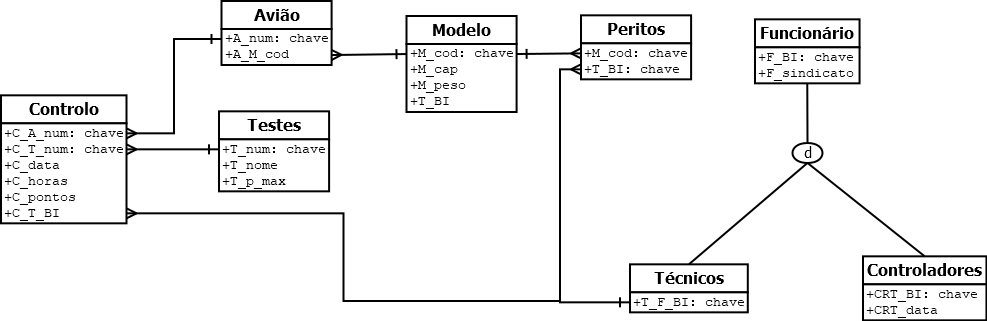 Avião
+A_num: chave
+A_M_cod
Modelo
+M_cod: chave
+M_cap
+M_peso
+T_BI
Peritos
+M_cod: chave
+T_BI: chave
Funcionário
+F_BI: chave
+F_sindicato
Controlo
+C_A_num: chave
+C_T_num: chave
+C_data
+C_horas
+C_pontos
+C_T_BI
Testes
+T_num: chave
+T_nome
+T_p_max
d
Técnicos
+T_F_BI: chave
Controladores
+CRT_BI: chave
+CRT_data